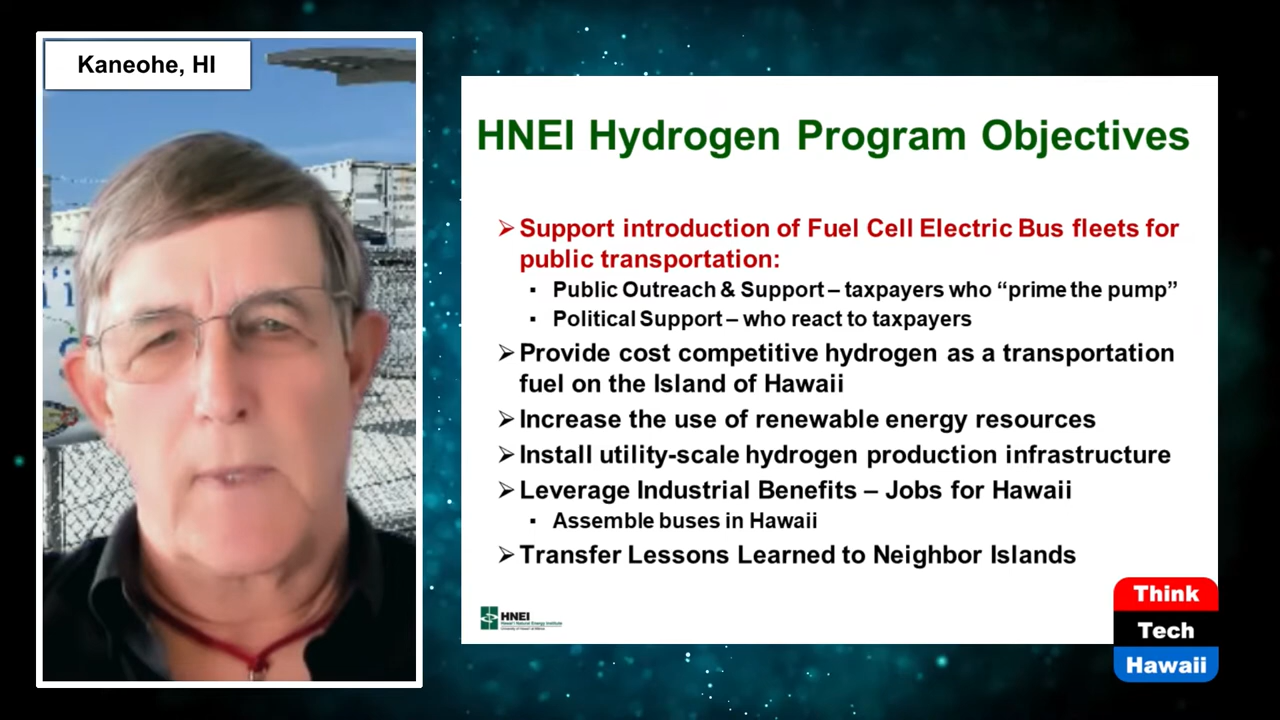 Kaneohe, HI
HNEI Hydrogen Program Objectives
➢ Support introduction of Fuel Cell Electric Bus fleets for
public transportation:
▪ Public Outreach & Support – taxpayers who “prime the pump”
▪ Political Support – who react to taxpayers
➢ Provide cost competitive hydrogen as a transportation
fuel on the Island of Hawaii
➢ Increase the use of renewable energy resources
➢ Install utility-scale hydrogen production infrastructure
➢ Leverage Industrial Benefits – Jobs for Hawaii
▪ Assemble buses in Hawaii
➢ Transfer Lessons Learned to Neighbor Islands
HNEI
Hawai'i Natural Energy Institute
Think
Tech
Hawaii